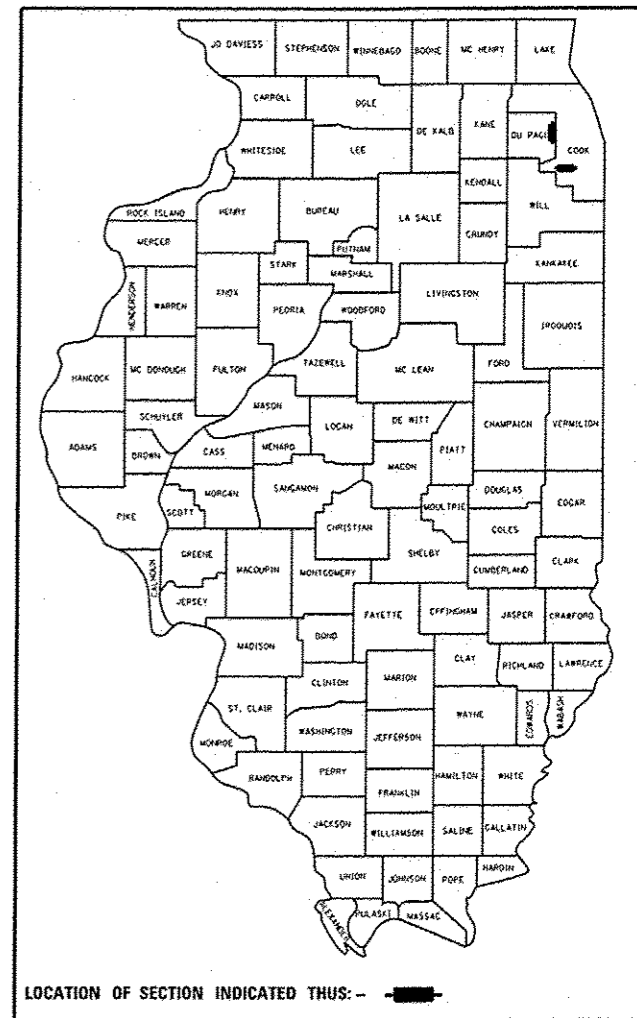 JO DAVIESS STEPHENSON WINNEBAGO BOONE MC HENRY LAKE
CARROLL OGLE DE KALB KANE DU PAGE COOK
WHITESIDE LEE KENDALL WILL
ROCK ISLAND HENRY BUREAU LA SALLE GRUNDY
MERCER PUTNAM KANKAKEE
STARK MARSHALL
HENDERSON WARREN KNOX PEORIA WOODFORD LIVINGSTON IROQUOIS
HANCOCK MC DONOUGH FULTON TAZEWELL MC LEAN FORD
SCHUYLER MASON LOGAN DE WITT CHAMPAIGN VERMILION
ADAMS BROWN CASS MENARD MACON PIATT
PIKE SCOTT MORGAN SANGAMON CHRISTIAN MOULTRIE DOUGLAS EDGAR
COLES
CALHOUN GREENE MACOUPIN MONTGOMERY SHELBY CUMBERLAND CLARK
JERSEY FAYETTE EFFINGHAM JASPER CRAWFORD
MADISON BOND CLAY RICHLAND LAWRENCE
CLINTON MARION
ST. CLAIR WASHINGTON JEFFERSON WAYNE EDWARDS WABASH
MONROE
RANDOLPH PERRY FRANKLIN HAMILTON WHITE
JACKSON WILLIAMSON SALINE GALLATIN
UNION JOHNSON POPE HARDIN
ALEXANDER PULASKI MASSAC
LOCATION OF SECTION INDICATED THUS: -